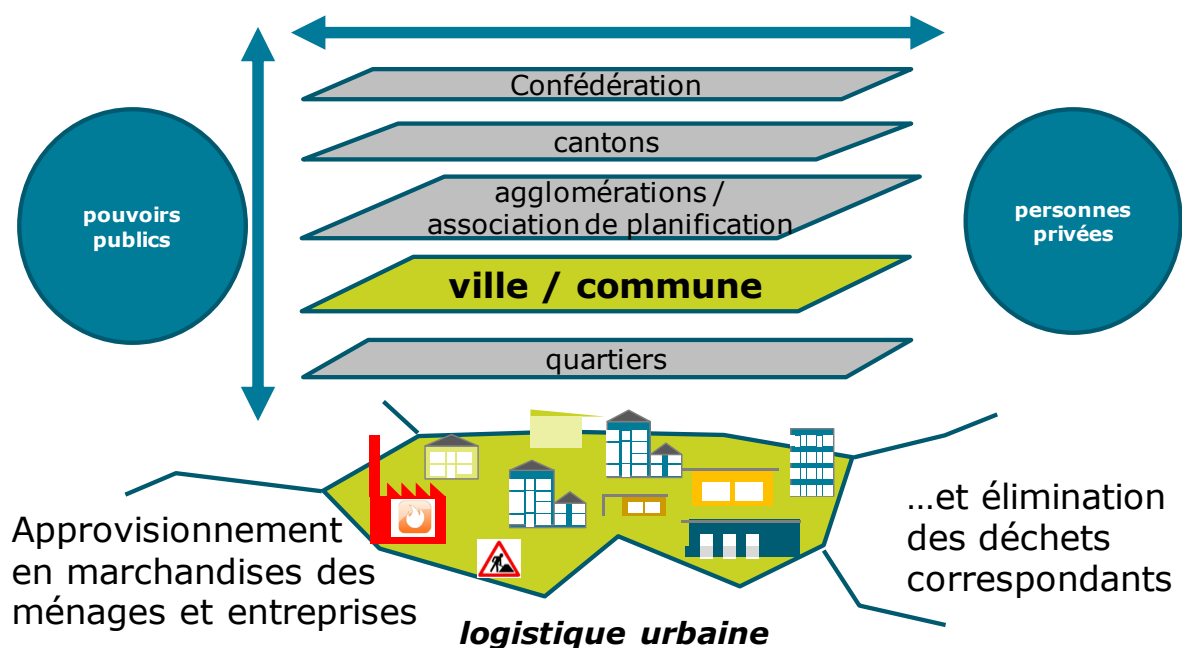 Confédération
cantons
agglomérations /
association de planification
ville / commune
quartiers
pouvoirs
publics
personnes
privées
Approvisionnement
en marchandises des
ménages et entreprises
...et élimination
des déchets
correspondants
logistique urbaine